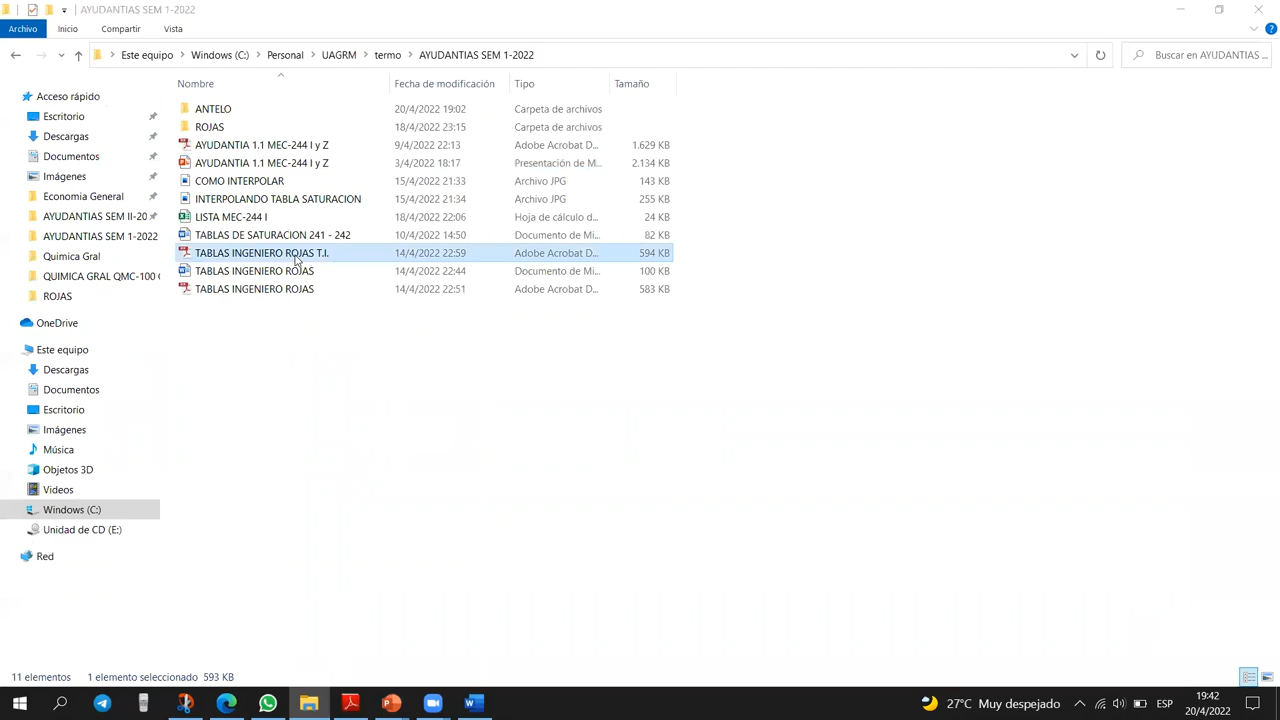 AYUDANTIAS SEM 1-2022
Archivo Inicio Compartir Vista
Este equipo Windows (C:) Personal UAGRM termo AYUDANTIAS SEM 1-2022 Buscar en AYUDANTIAS ...
Nombre Fecha de modificación Tipo Tamaño
ANTELO 20/4/2022 19:02 Carpeta de archivos
ROJAS 18/4/2022 23:15 Carpeta de archivos
AYUDANTIA 1.1 MEC-244 I y Z 9/4/2022 22:13 Adobe Acrobat D... 1.629 KB
AYUDANTIA 1.1 MEC-244 I y Z 3/4/2022 18:17 Presentación de M... 2.134 KB
COMO INTERPOLAR 15/4/2022 21:33 Archivo JPG 143 KB
INTERPOLANDO TABLA SATURACION 15/4/2022 21:34 Archivo JPG 255 KB
LISTA MEC-244 I 18/4/2022 22:06 Hoja de cálculo d... 24 KB
TABLAS DE SATURACION 241 - 242 10/4/2022 14:50 Documento de Mi... 82 KB
TABLAS INGENIERO ROJAS T.I. 14/4/2022 22:59 Adobe Acrobat D... 594 KB
TABLAS INGENIERO ROJAS 14/4/2022 22:44 Documento de Mi... 100 KB
TABLAS INGENIERO ROJAS 14/4/2022 22:51 Adobe Acrobat D... 583 KB
Acceso rápido
Escritorio
Descargas
Documentos
Imágenes
Economia General
AYUDANTIAS SEM II-20
AYUDANTIAS SEM 1-2022
Quimica Gral
QUIMICA GRAL QMC-100
ROJAS
OneDrive
Este equipo
Descargas
Documentos
Escritorio
Imágenes
Música
Objetos 3D
Videos
Windows (C:)
Unidad de CD (E:)
Red
11 elementos 1 elemento seleccionado 593 KB
27°C Muy despejado ESP 19:42
20/4/2022